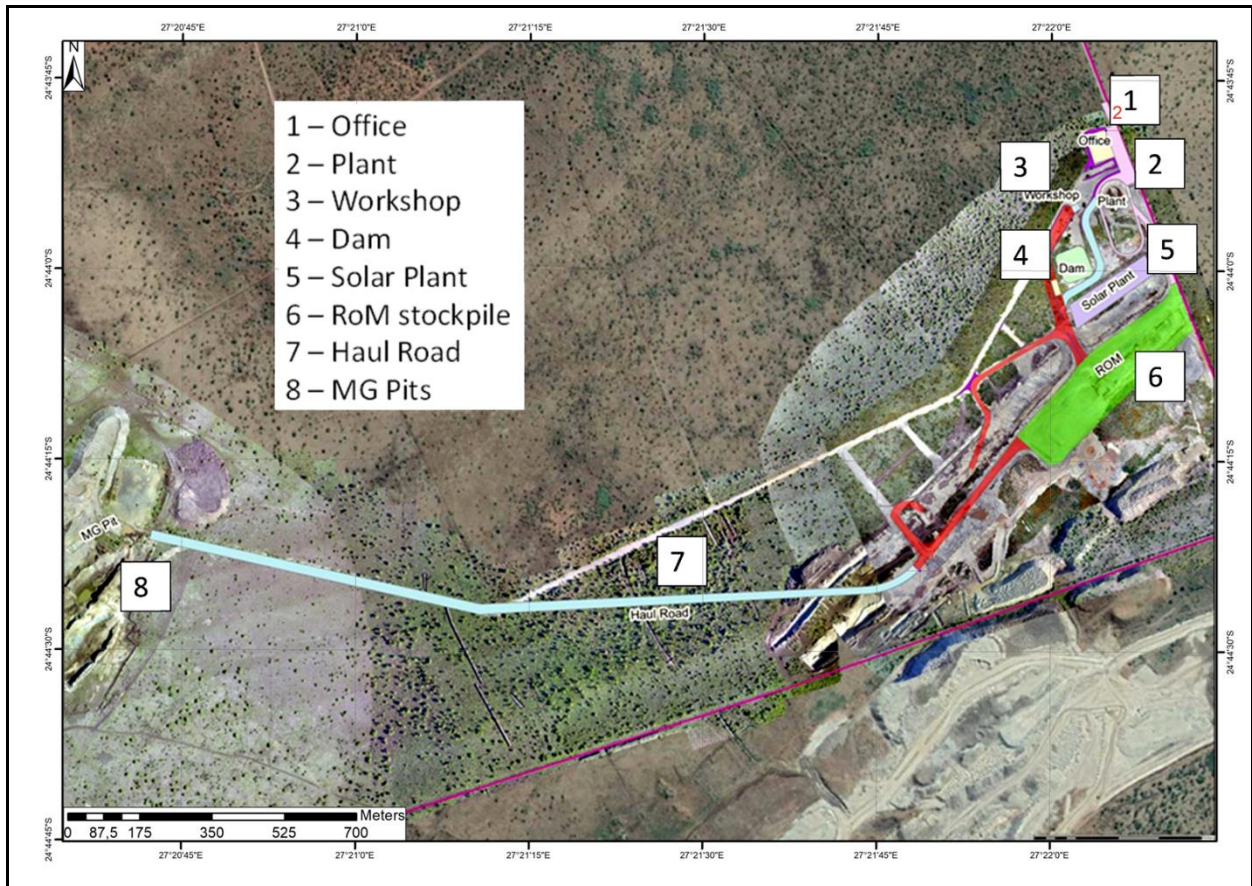 27°20'45"E 27°21'0"E 27°21'15"E 27°21'30"E 27°21'45"E 27°22'0"E
N
24°43'45"S 24°43'45"S
1 – Office
2 – Plant
3 – Workshop
4 – Dam
5 – Solar Plant
6 – RoM stockpile
7 – Haul Road
8 – MG Pits
1
2
Office
2
3
Workshop
Plant
4
5
Dam
24°44'0"S 24°44'0"S
Solar Plant
ROM
6
24°44'15"S 24°44'15"S
MG Pit
7
8
Haul Road
24°44'30"S 24°44'30"S
Meters
0 87,5 175 350 525 700
24°44'45"S 24°44'45"S
27°20'45"E 27°21'0"E 27°21'15"E 27°21'30"E 27°21'45"E 27°22'0"E